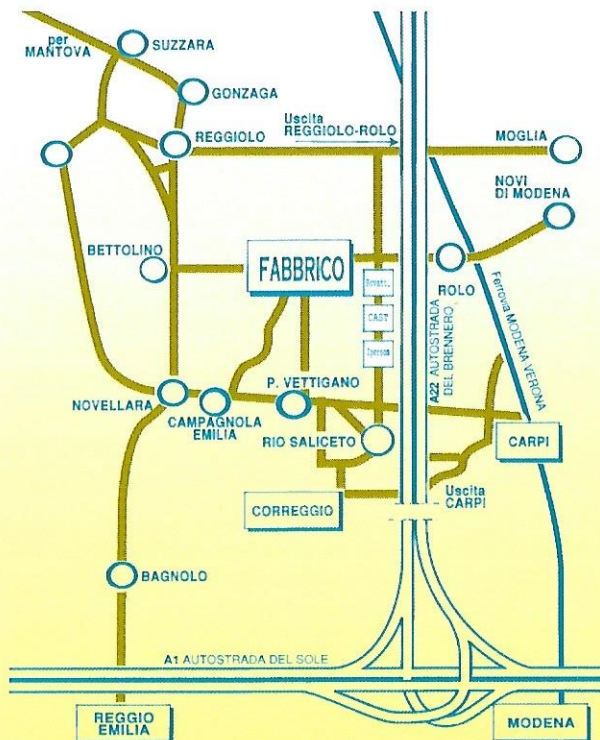 per
MANTOVA
SUZZARA
GONZAGA
Uscita
REGGIOLO-ROLO
REGGIOLO
MOGLIA
NOVI
DI MODENA
BETTOLINO
FABBRICO
ROLO
CAST
A22 AUTOSTRADA
DEL BRENNERO
Ferrovia MODENA VERONA
P. VETTIGANO
NOVELLARA
CAMPAGNOLA
EMILIA
RIO SALICETO
CARPI
Uscita
CARPI
CORREGGIO
BAGNOLO
A1 AUTOSTRADA DEL SOLE
REGGIO
EMILIA
MODENA